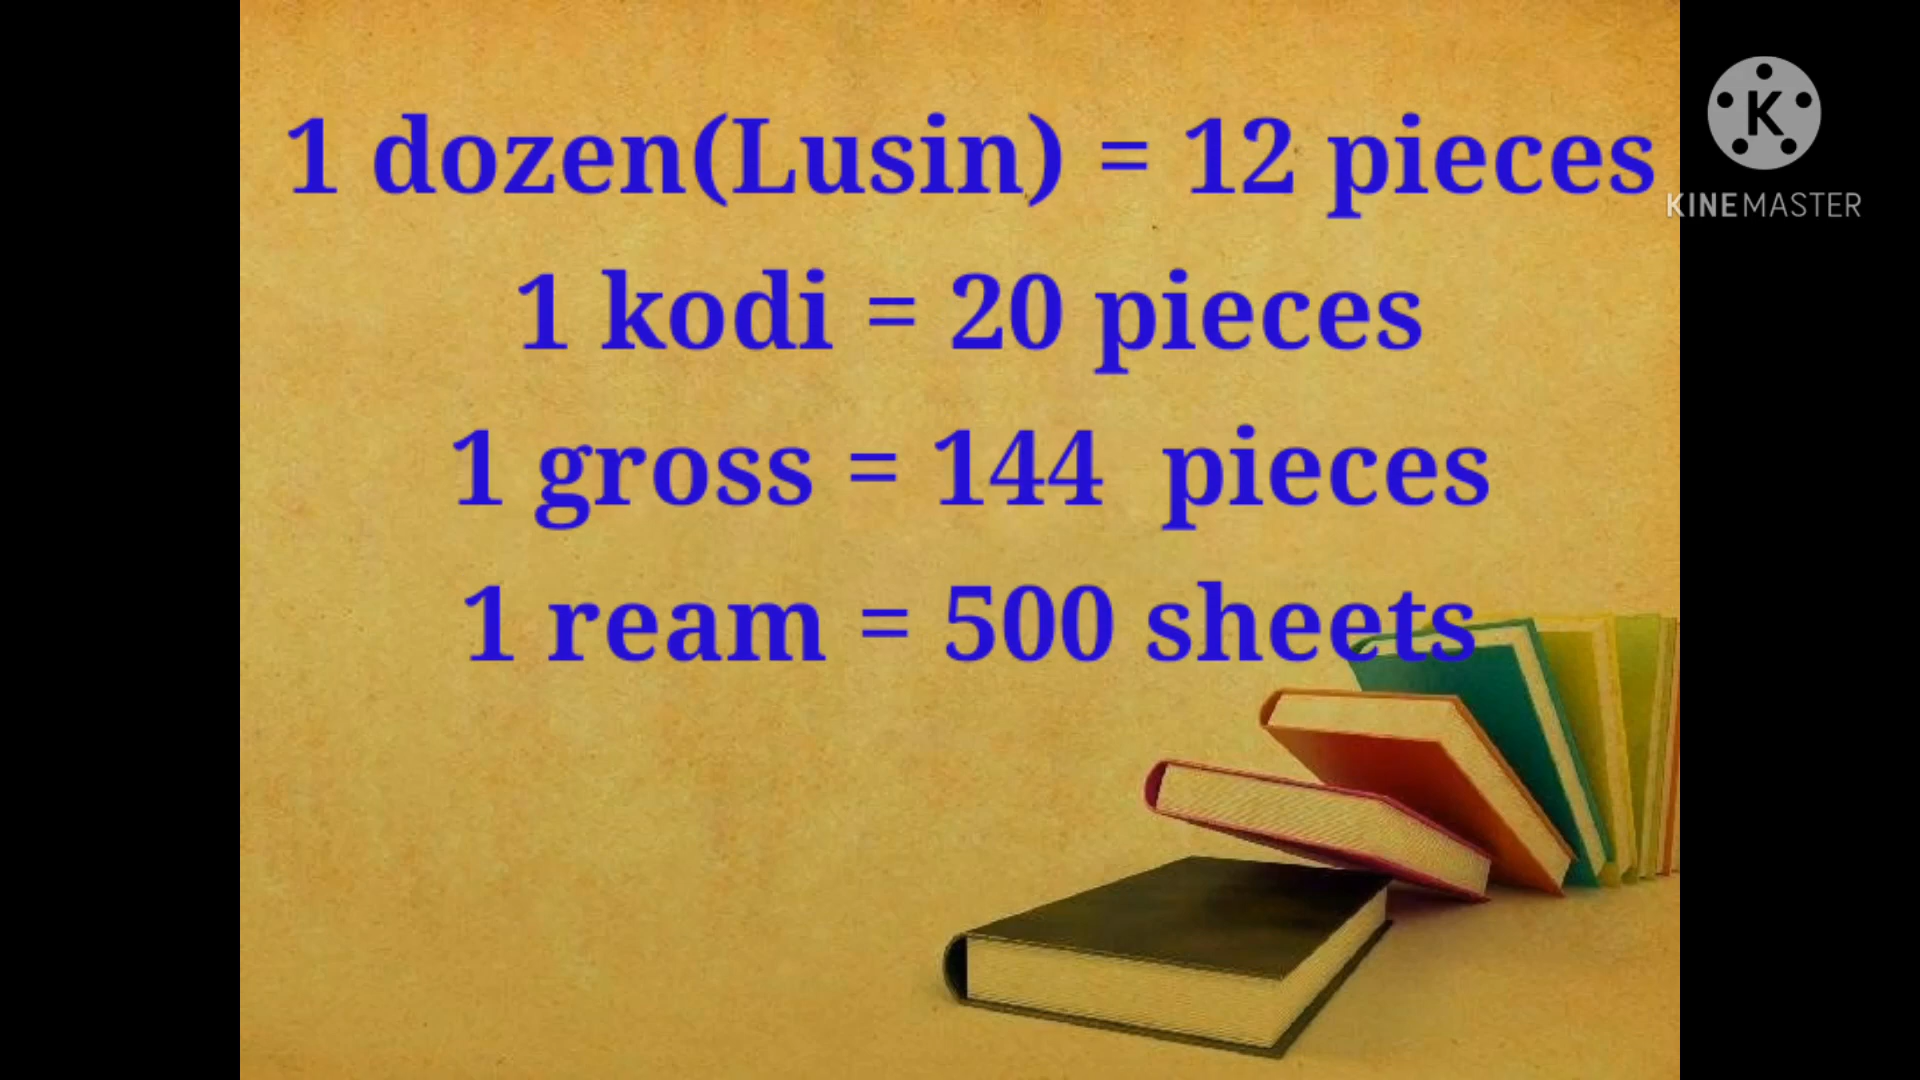 1 dozen(Lusin) = 12 pieces
1 kodi = 20 pieces
1 gross = 144 pieces
1 ream = 500 sheets
K
KINEMASTER